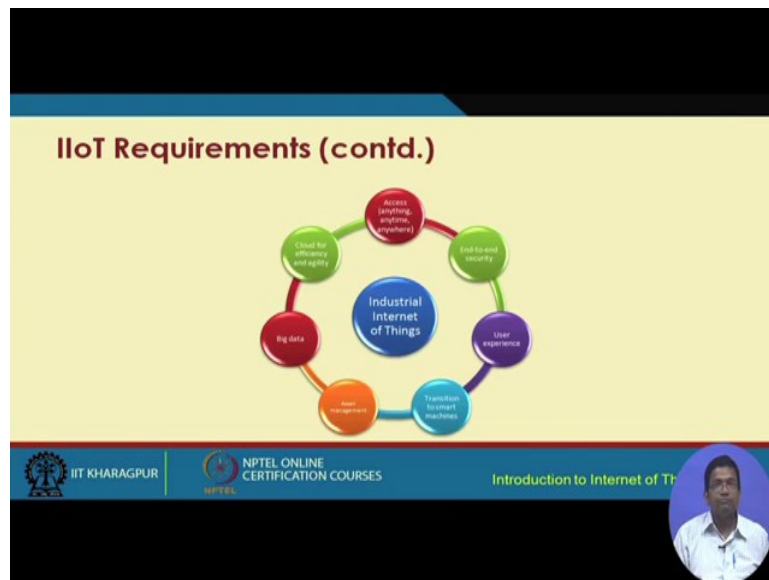 IIoT Requirements (contd.)
Access
(anything,
anytime,
anywhere)
End-to-end
security
User
experience
Transition
to smart
machines
Asset
management
Big data
Cloud for
efficiency
and agility
Industrial
Internet
of Things
IIT KHARAGPUR
NPTEL
NPTEL ONLINE
CERTIFICATION COURSES
Introduction to Internet of Th